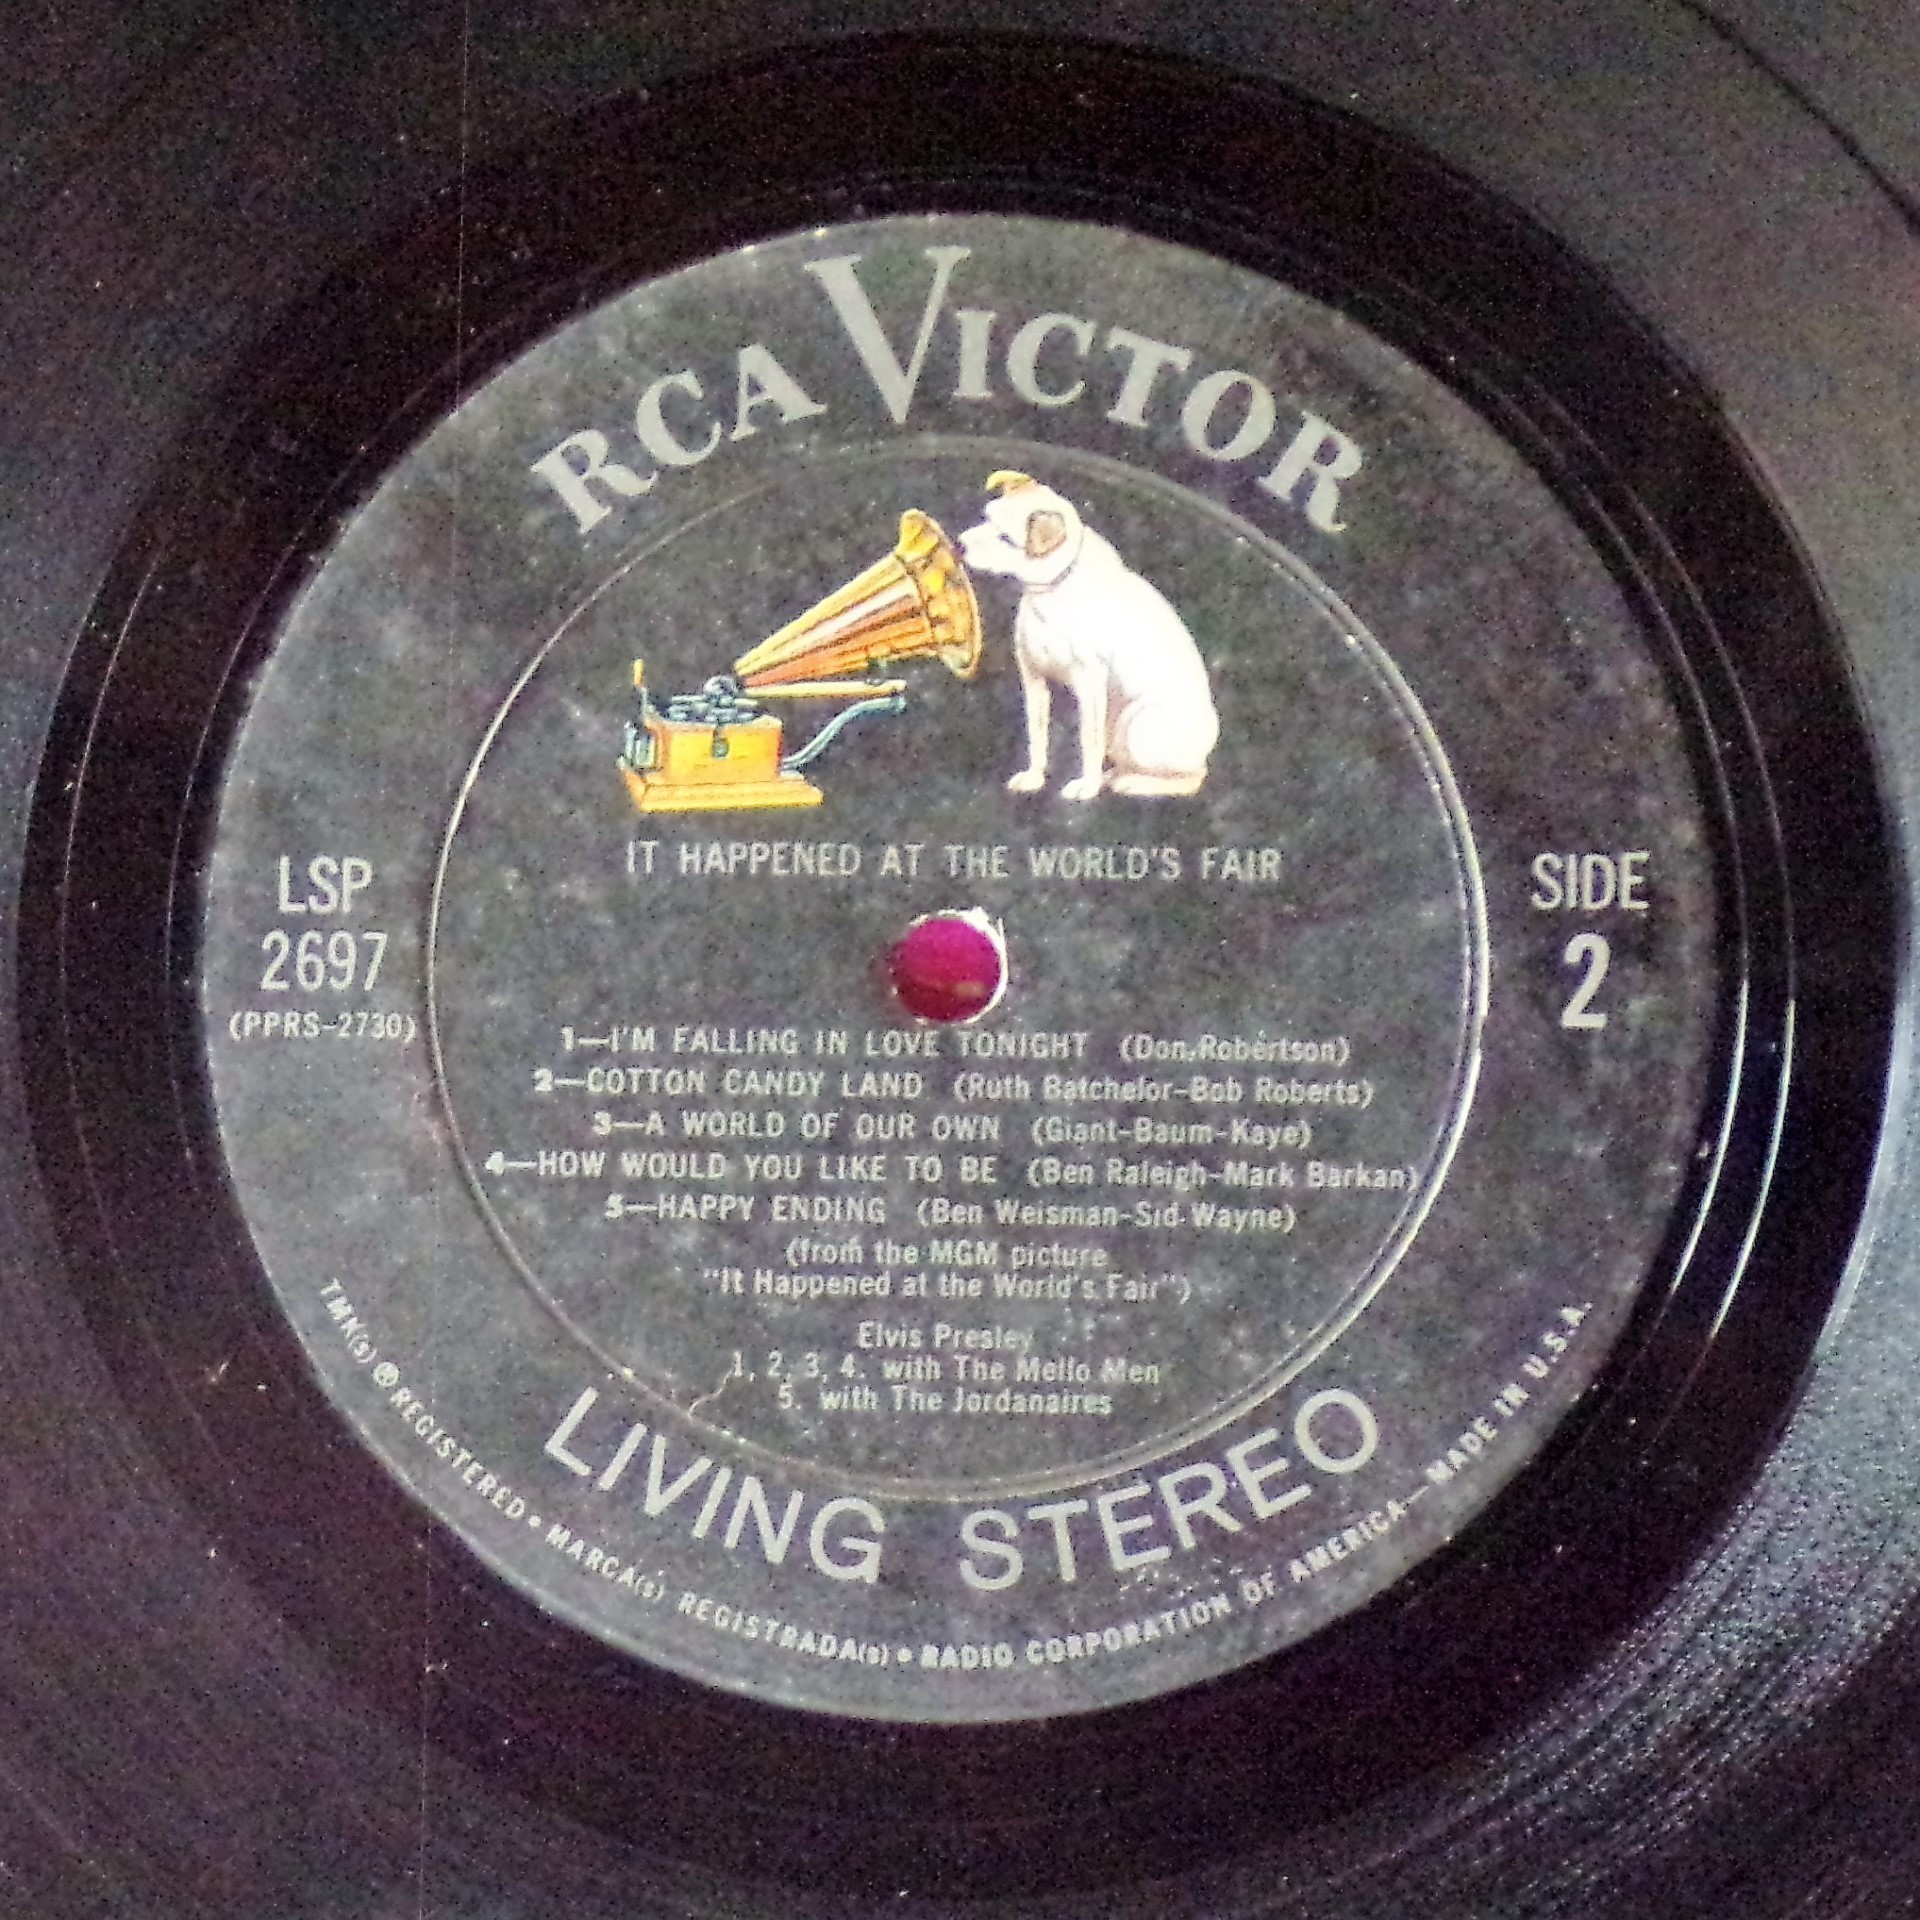 RCA VICTOR
IT HAPPENED AT THE WORLD'S FAIR
LSP
2697
(PPRS-2730)
SIDE
2
1—I'M FALLING IN LOVE TONIGHT (Don Robertson)
2—COTTON CANDY LAND (Ruth Batchelor-Bob Roberts)
3—A WORLD OF OUR OWN (Giant-Baum-Kaye)
4—HOW WOULD YOU LIKE TO BE (Ben Raleigh-Mark Barkan)
5—HAPPY ENDING (Ben Weisman-Sid Wayne)
(from the MGM picture
"It Happened at the World's Fair")
Elvis Presley
1, 2, 3, 4. with The Mello Men
5. with The Jordanaires
LIVING STEREO
TMK(s) ® REGISTERED • MARCA(s) REGISTRADA(s) • RADIO CORPORATION OF AMERICA—MADE IN U.S.A.